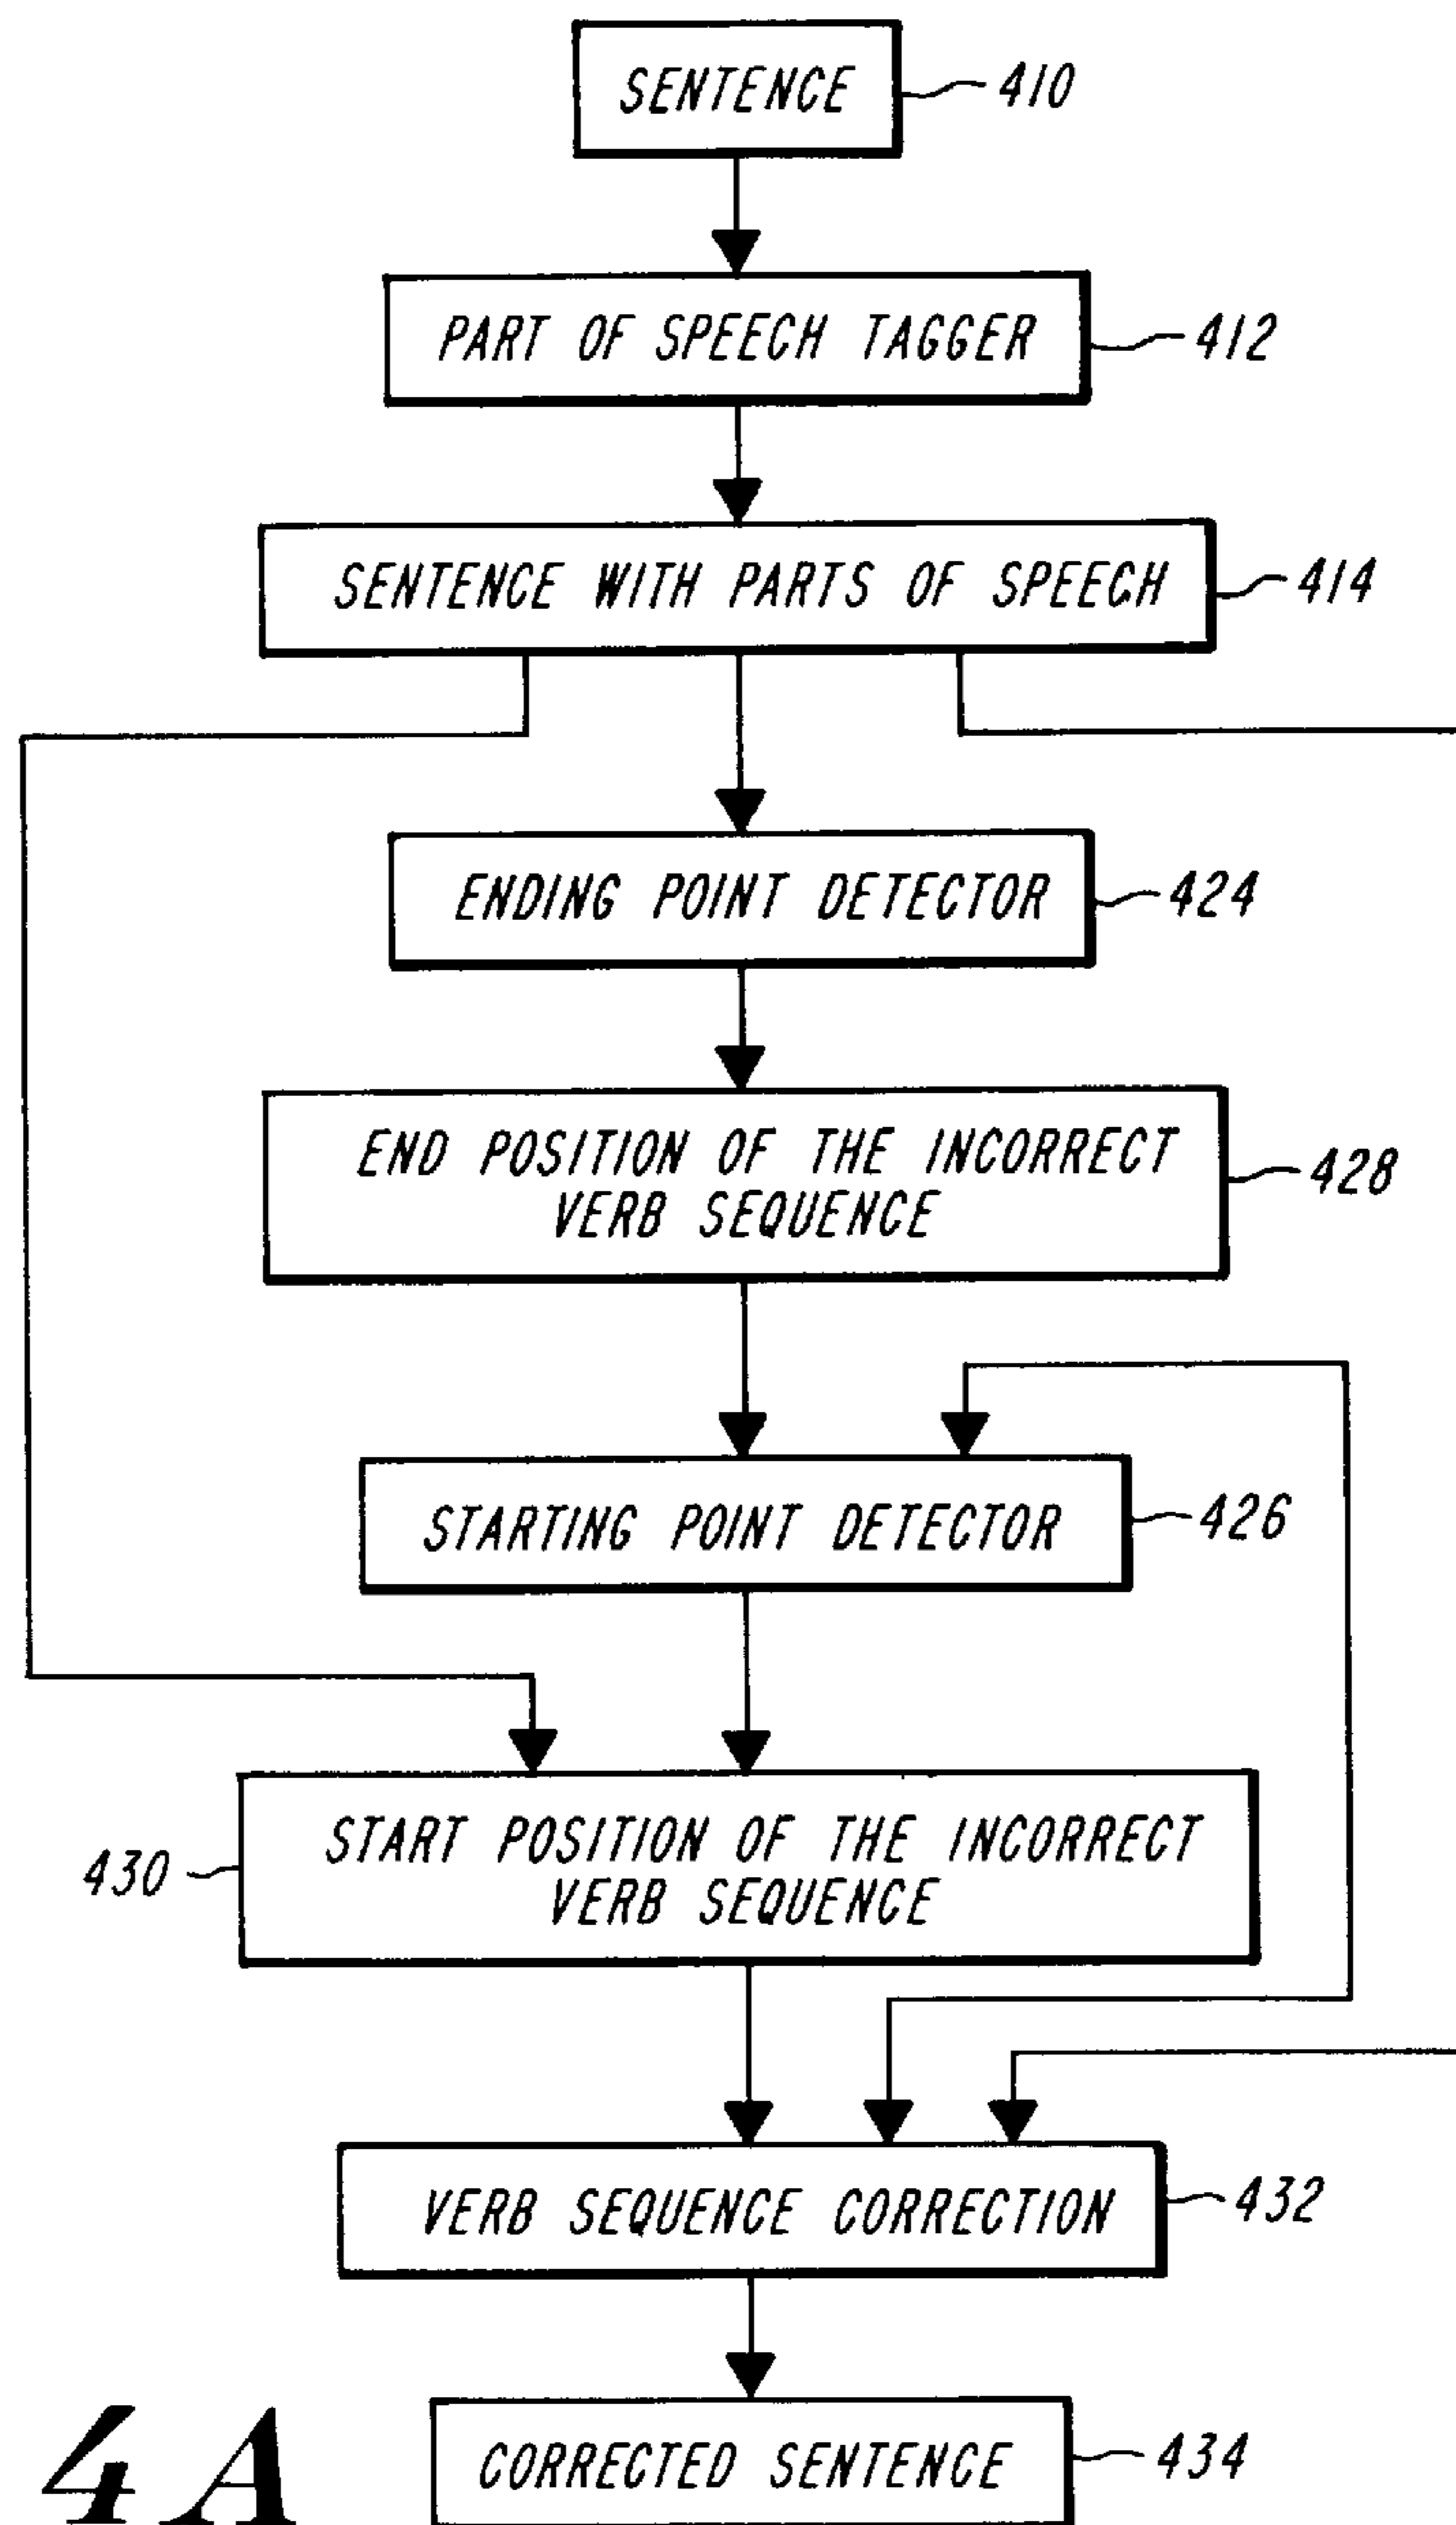 SENTENCE 410
PART OF SPEECH TAGGER 412
SENTENCE WITH PARTS OF SPEECH 414
ENDING POINT DETECTOR 424
END POSITION OF THE INCORRECT
VERB SEQUENCE
428
STARTING POINT DETECTOR 426
430
START POSITION OF THE INCORRECT
VERB SEQUENCE
VERB SEQUENCE CORRECTION 432
CORRECTED SENTENCE 434
4A